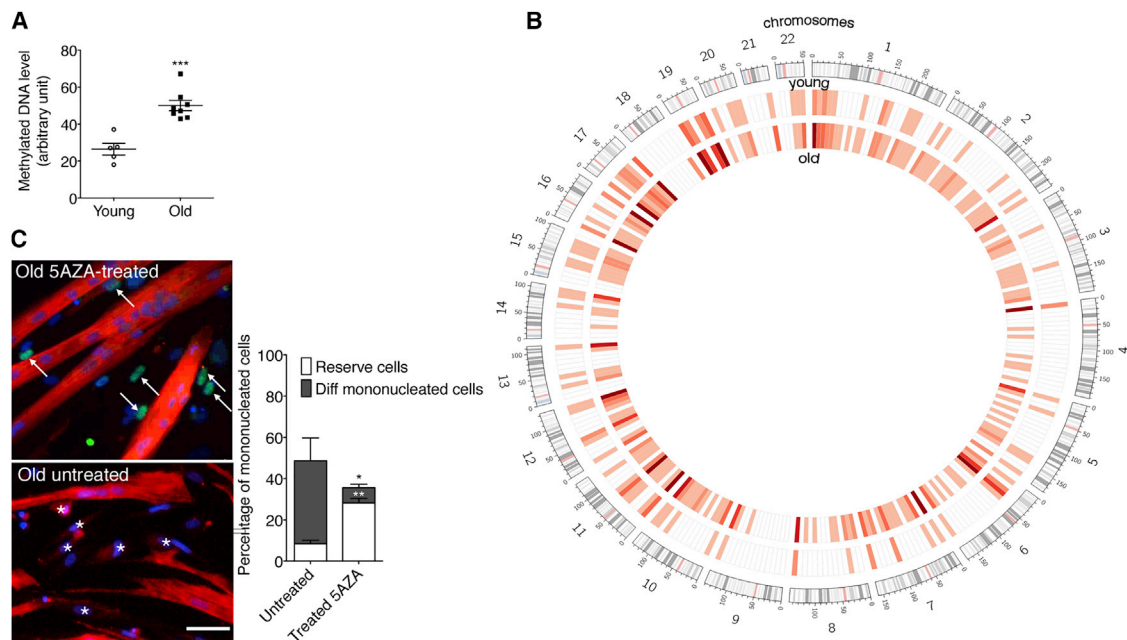 A
Methylated DNA level
(arbitrary unit)
80
60
40
20
0
***
Young
Old
B
chromosomes
1
2
3
4
5
6
7
8
9
10
11
12
13
14
15
16
17
18
19
20
21
22
young
old
C
Old 5AZA-treated
Old untreated
* * * * * *
Percentage of mononucleated cells
100
80
60
40
20
0
Reserve cells
Diff mononucleated cells
*
**
Untreated
Treated 5AZA